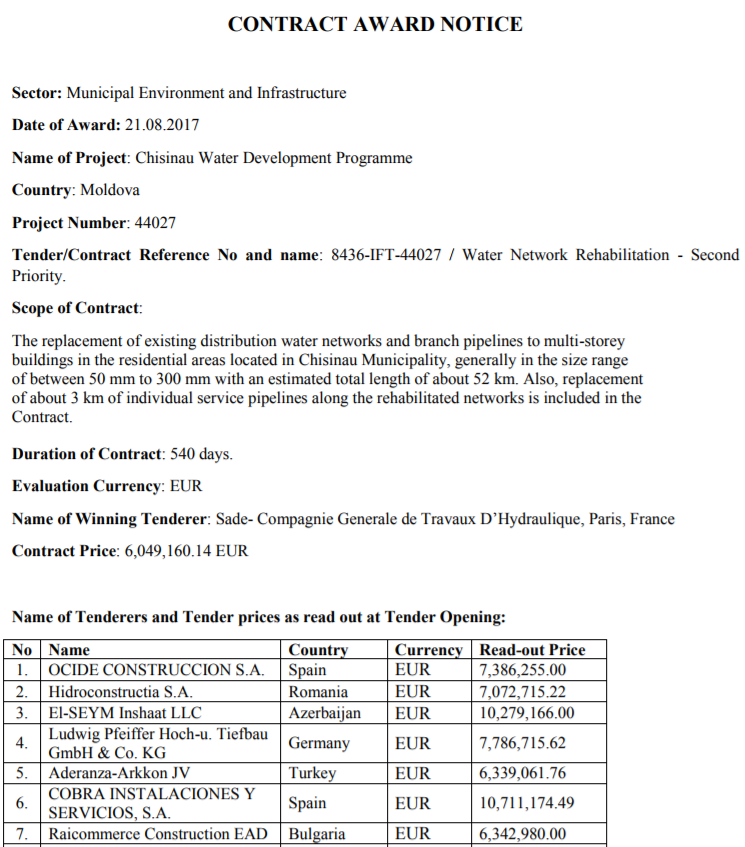 CONTRACT AWARD NOTICE
Sector: Municipal Environment and Infrastructure
Date of Award: 21.08.2017
Name of Project: Chisinau Water Development Programme
Country: Moldova
Project Number: 44027
Tender/Contract Reference No and name: 8436-IFT-44027 / Water Network Rehabilitation - Second
Priority.
Scope of Contract:
The replacement of existing distribution water networks and branch pipelines to multi-storey
buildings in the residential areas located in Chisinau Municipality, generally in the size range
of between 50 mm to 300 mm with an estimated total length of about 52 km. Also, replacement
of about 3 km of individual service pipelines along the rehabilitated networks is included in the
Contract.
Duration of Contract: 540 days.
Evaluation Currency: EUR
Name of Winning Tenderer: Sade- Compagnie Generale de Travaux D’Hydraulique, Paris, France
Contract Price: 6,049,160.14 EUR
Name of Tenderers and Tender prices as read out at Tender Opening:
No Name Country Currency Read-out Price
1. OCIDE CONSTRUCCION S.A. Spain EUR 7,386,255.00
2. Hidroconstructia S.A. Romania EUR 7,072,715.22
3. El-SEYM Inshaat LLC Azerbaijan EUR 10,279,166.00
4. Ludwig Pfeiffer Hoch-u. Tiefbau
GmbH & Co. KG Germany EUR 7,786,715.62
5. Aderanza-Arkkon JV Turkey EUR 6,339,061.76
6. COBRA INSTALACIONES Y
SERVICIOS, S.A. Spain EUR 10,711,174.49
7. Raicommerce Construction EAD Bulgaria EUR 6,342,980.00